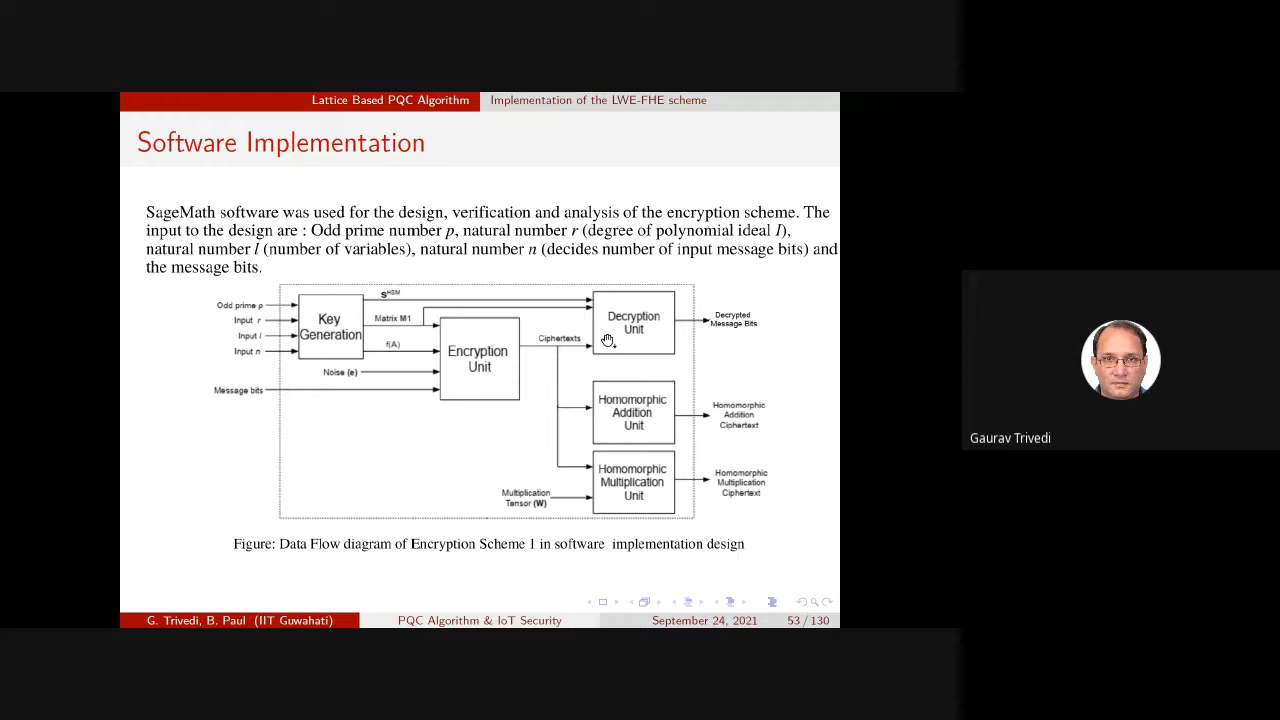 Lattice Based PQC Algorithm
Implementation of the LWE-FHE scheme
Software Implementation
SageMath software was used for the design, verification and analysis of the encryption scheme. The
input to the design are : Odd prime number p, natural number r (degree of polynomial ideal I),
natural number l (number of variables), natural number n (decides number of input message bits) and
the message bits.
Odd prime p
Input r
Input l
Input n
Message bits
Key
Generation
S^HSM
Matrix M1
f(A)
Noise (e)
Encryption
Unit
Ciphertexts
Multiplication
Tensor (W)
Decryption
Unit
Homomorphic
Addition
Unit
Homomorphic
Multiplication
Unit
Decrypted
Message Bits
Homomorphic
Addition
Ciphertext
Homomorphic
Multiplication
Ciphertext
Figure: Data Flow diagram of Encryption Scheme 1 in software implementation design
G. Trivedi, B. Paul (IIT Guwahati)
PQC Algorithm & IoT Security
September 24, 2021
53 / 130
Gaurav Trivedi